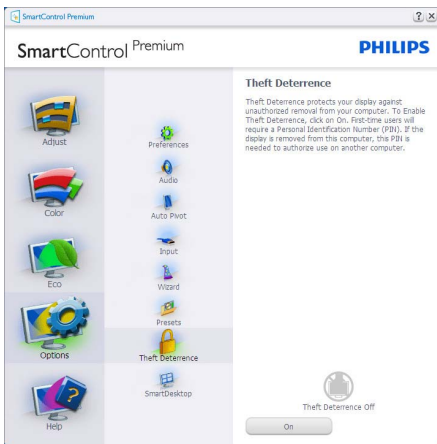 SmartControl Premium
SmartControl Premium
PHILIPS
Adjust
Color
Eco
Options
Help
Preferences
Audio
Auto Pivot
Input
Wizard
Presets
Theft Deterrence
SmartDesktop
Theft Deterrence
Theft Deterrence protects your display against
unauthorized removal from your computer. To Enable
Theft Deterrence, click on On. First-time users will
require a Personal Identification Number (PIN). If the
display is removed from this computer, this PIN is
needed to authorize use on another computer.
Theft Deterrence Off
On